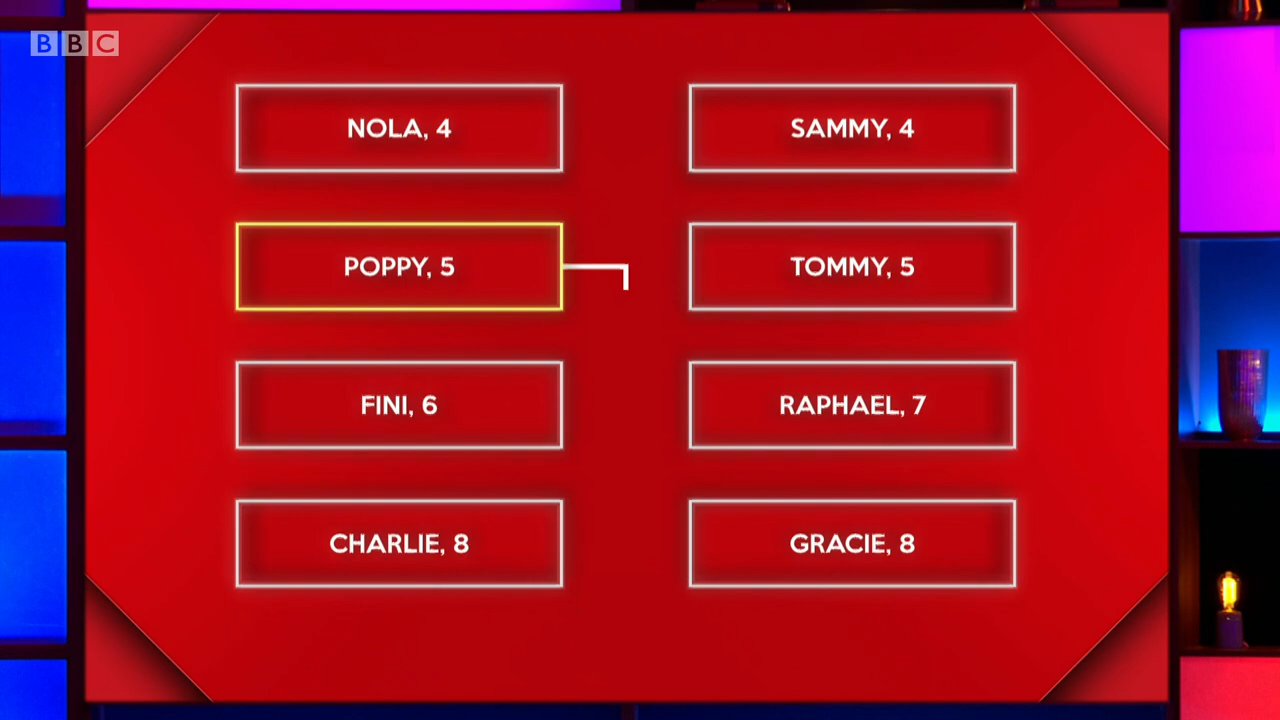 BBC
NOLA, 4
SAMMY, 4
POPPY, 5
TOMMY, 5
FINI, 6
RAPHAEL, 7
CHARLIE, 8
GRACIE, 8